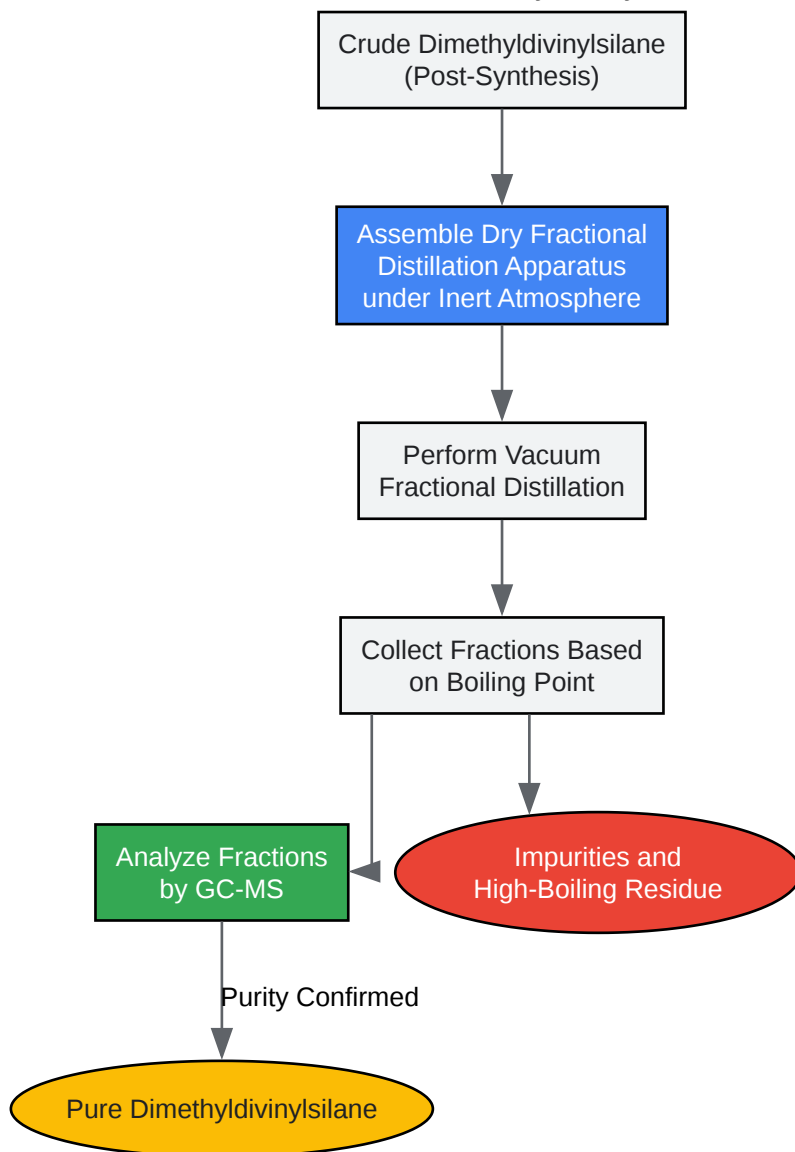 Crude Dimethyldivinylsilane
(Post-Synthesis)
Assemble Dry Fractional
Distillation Apparatus
under Inert Atmosphere
Perform Vacuum
Fractional Distillation
Collect Fractions Based
on Boiling Point
Analyze Fractions
by GC-MS
Impurities and
High-Boiling Residue
Purity Confirmed
Pure Dimethyldivinylsilane